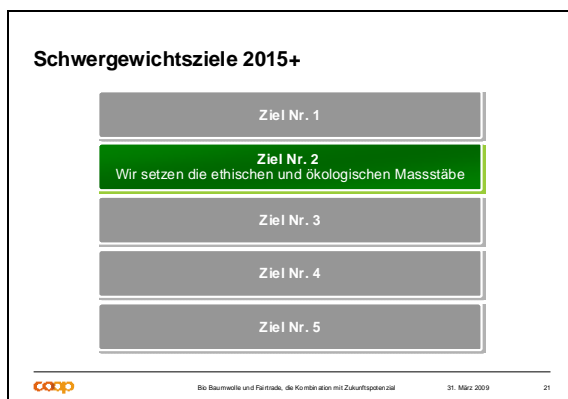 Schwergewichtsziele 2015+
Ziel Nr. 1
Ziel Nr. 2
Wir setzen die ethischen und ökologischen Massstäbe
Ziel Nr. 3
Ziel Nr. 4
Ziel Nr. 5
coop
Bio Baumwolle und Fairtrade, die Kombination mit Zukunftspotenzial
31. März 2009
21